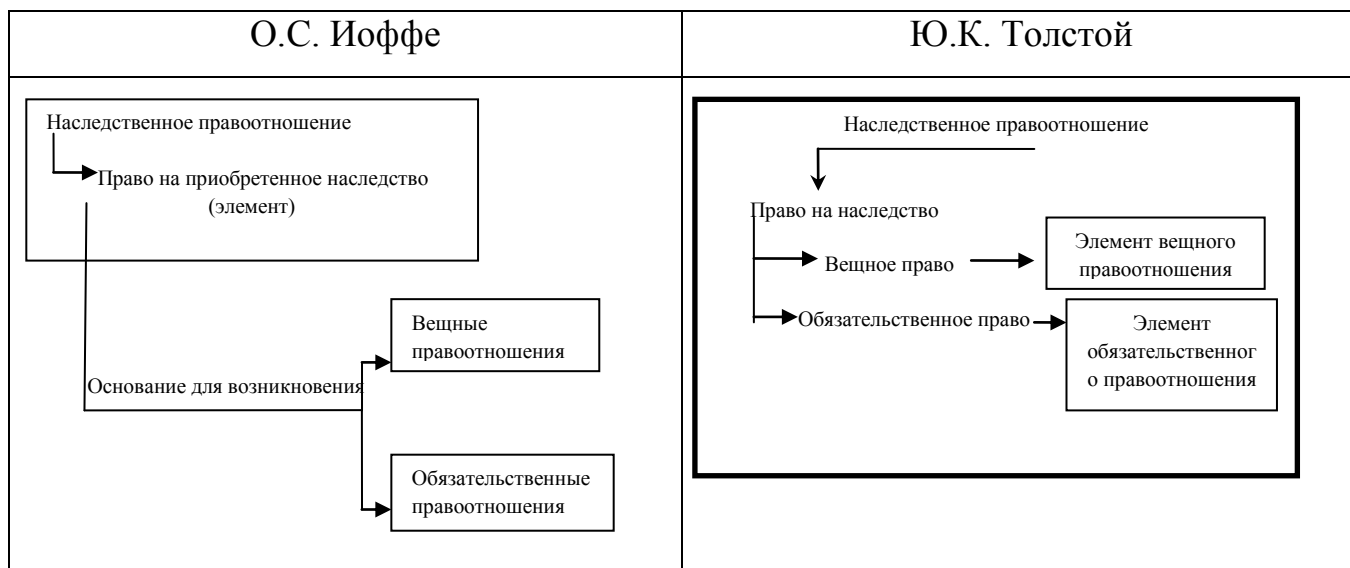 О.С. Иоффе
Ю.К. Толстой
Наследственное правоотношение
Право на приобретенное наследство
(элемент)
Основание для возникновения
Вещные
правоотношения
Обязательственные
правоотношения
Наследственное правоотношение
Право на наследство
Вещное право
Элемент вещного
правоотношения
Обязательственное право
Элемент
обязательственног
о правоотношения